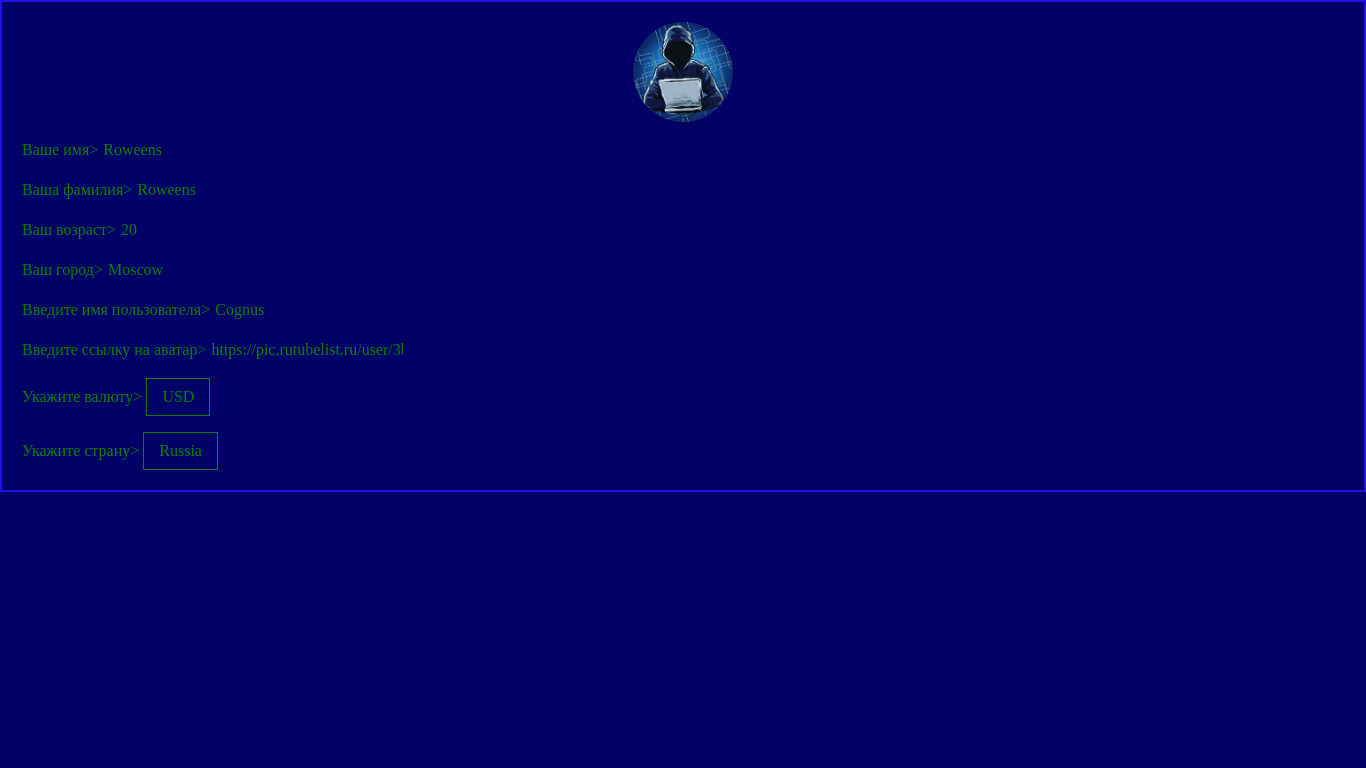 Ваше имя> Roweens
Ваша фамилия> Roweens
Ваш возраст> 20
Ваш город> Moscow
Введите имя пользователя> Cognus
Введите ссылку на аватар> https://pic.rutubelist.ru/user/3
Укажите валюту> USD
Укажите страну> Russia